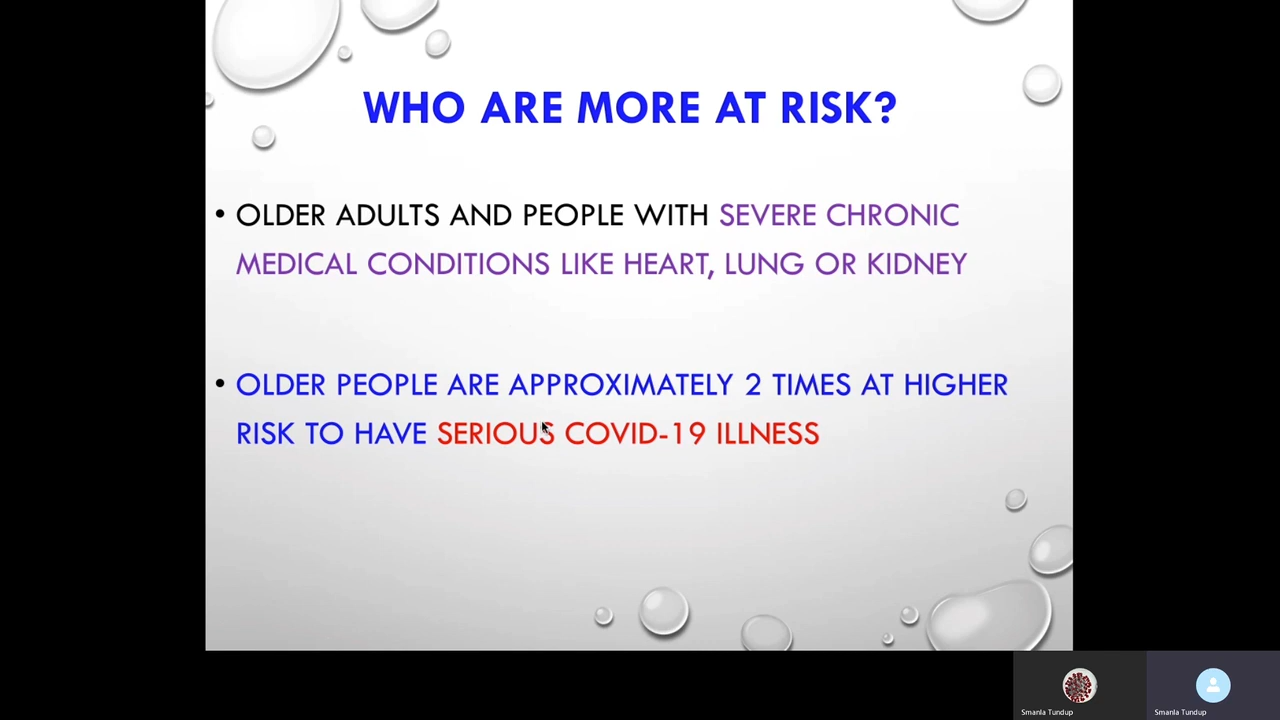 WHO ARE MORE AT RISK?
• OLDER ADULTS AND PEOPLE WITH SEVERE CHRONIC
MEDICAL CONDITIONS LIKE HEART, LUNG OR KIDNEY
• OLDER PEOPLE ARE APPROXIMATELY 2 TIMES AT HIGHER
RISK TO HAVE SERIOUS COVID-19 ILLNESS
Smanla Tundup
Smanla Tundup